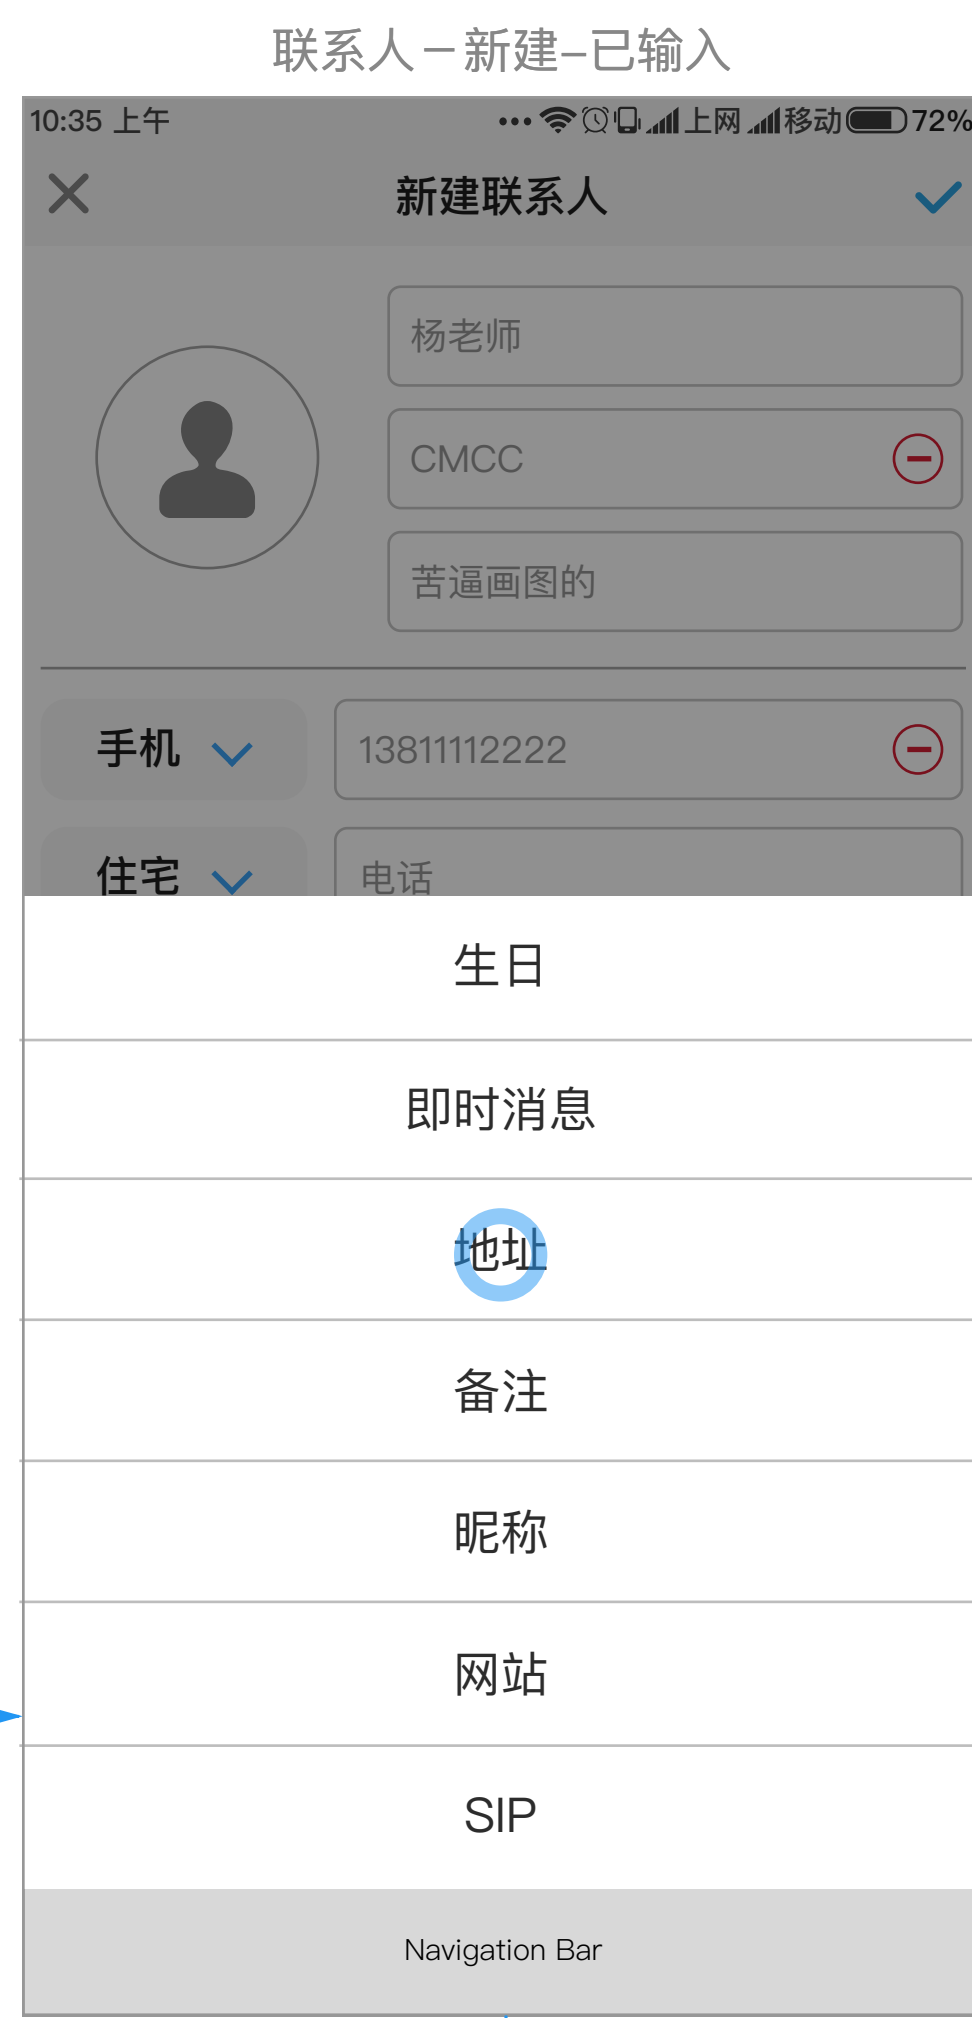 联系人－新建–已输入
10:35 上午 上网 移动 72%
新建联系人
杨老师
CMCC
苦逼画图的
手机 13811112222
住宅 电话
生日
即时消息
地址
备注
昵称
网站
SIP
Navigation Bar